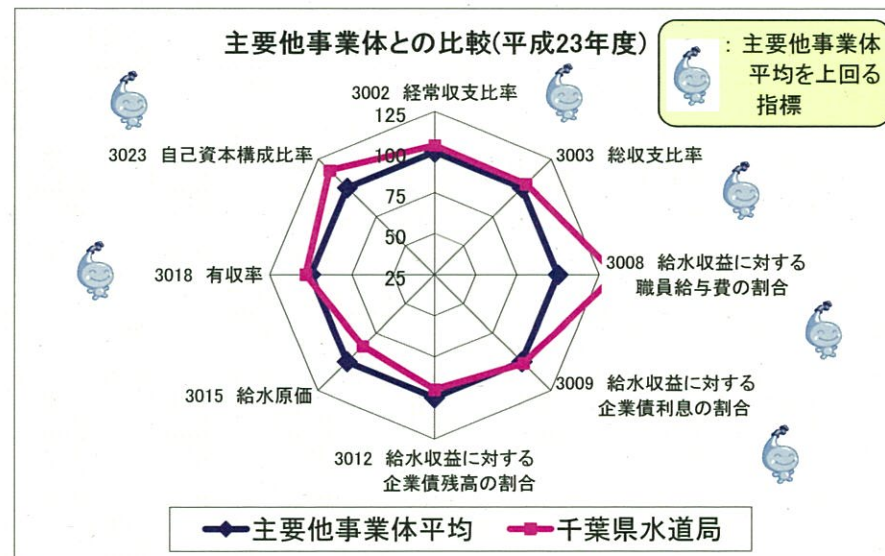 主要他事業体との比較(平成23年度)
: 主要他事業体
平均を上回る
指標
3002 経常収支比率
125
100
75
50
25
3023 自己資本構成比率
3003 総収支比率
3018 有収率
3008 給水収益に対する
職員給与費の割合
3015 給水原価
3009 給水収益に対する
企業債利息の割合
3012 給水収益に対する
企業債残高の割合
主要他事業体平均
千葉県水道局